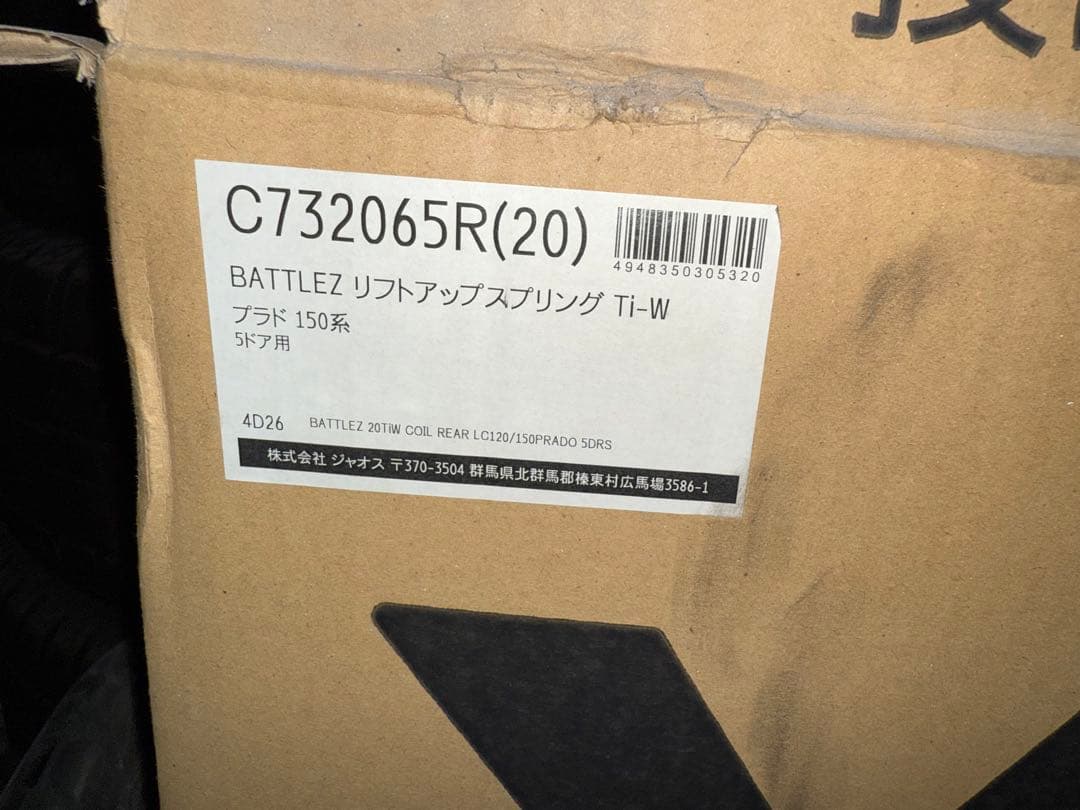 技
C732065R(20)
4948350305320
BATTLEZ リフトアップスプリング Ti-W
プラド 150系
5ドア用
4D26 BATTLEZ 20TiW COIL REAR LC120/150PRADO 5DRS
株式会社 ジャオス 〒370-3504 群馬県北群馬郡榛東村広馬場3586-1